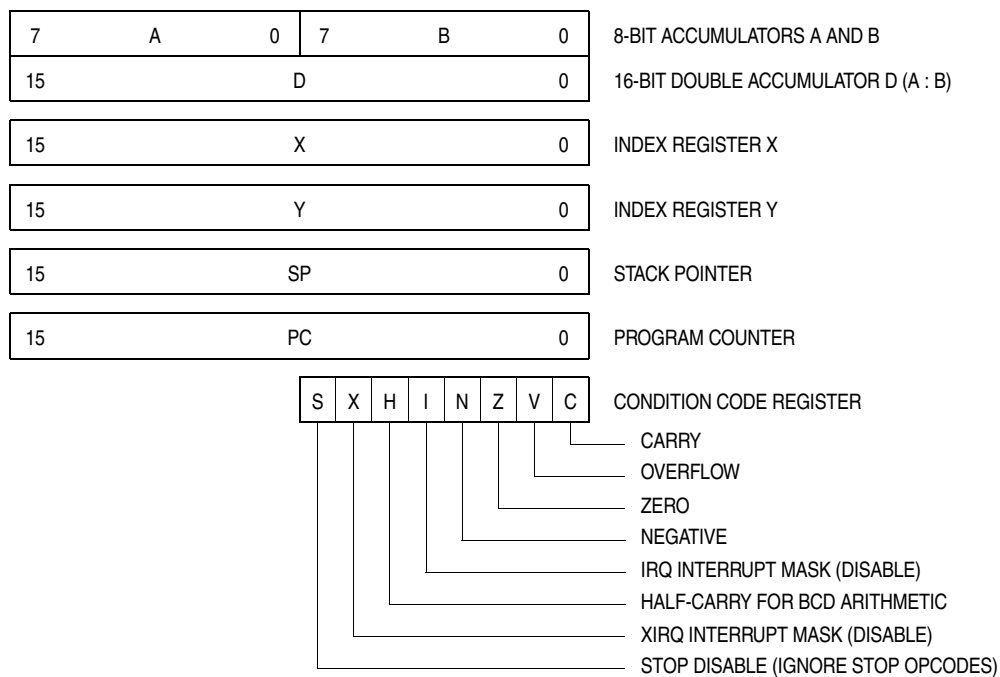 7 A 0 7 B 0 8-BIT ACCUMULATORS A AND B
15 D 0 16-BIT DOUBLE ACCUMULATOR D (A : B)
15 X 0 INDEX REGISTER X
15 Y 0 INDEX REGISTER Y
15 SP 0 STACK POINTER
15 PC 0 PROGRAM COUNTER
S X H I N Z V C CONDITION CODE REGISTER
CARRY
OVERFLOW
ZERO
NEGATIVE
IRQ INTERRUPT MASK (DISABLE)
HALF-CARRY FOR BCD ARITHMETIC
XIRQ INTERRUPT MASK (DISABLE)
STOP DISABLE (IGNORE STOP OPCODES)